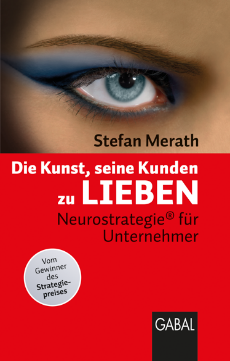 Stefan Merath
Die Kunst, seine Kunden
zu LIEBEN
Neurostrategie® für
Unternehmer
Vom
Gewinner
des
Strategie-
preises
GABAL